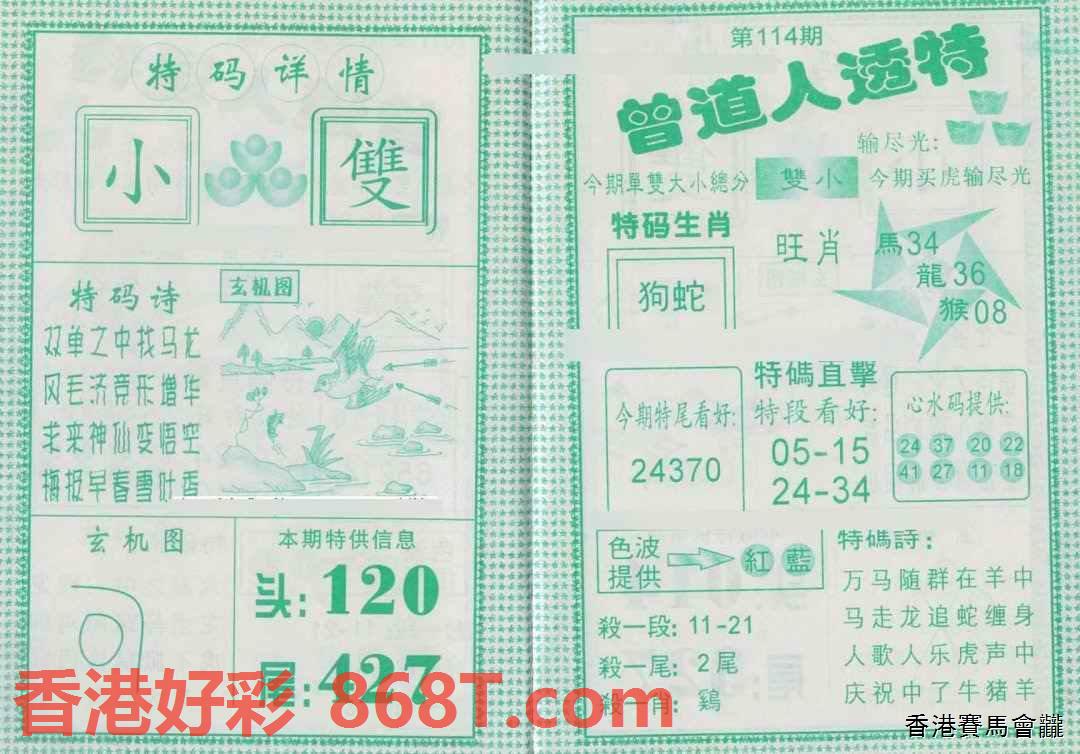 特码详情
小
雙
特码诗
双单之中找马龙
风毛济竞形增华
未来神仙变悟空
梅报早春雪吐香
玄机图
玄机图
本期特供信息
头:120
尾:427
第114期
曾道人透特
输尽光:
今期單雙大小總分
雙小
今期买虎输尽光
特码生肖
狗蛇
旺肖
馬34
龍36
猴08
今期特尾看好:
24370
特碼直擊
特段看好:
05-15
24-34
心水码提供:
24 37 20 22
41 27 11 18
色波提供
紅 藍
殺一段: 11-21
殺一尾: 2尾
殺一肖: 鷄
特碼詩:
万马随群在羊中
马走龙追蛇缠身
人歌人乐虎声中
庆祝中了牛猪羊
香港好彩 868T.com
香港賽馬會